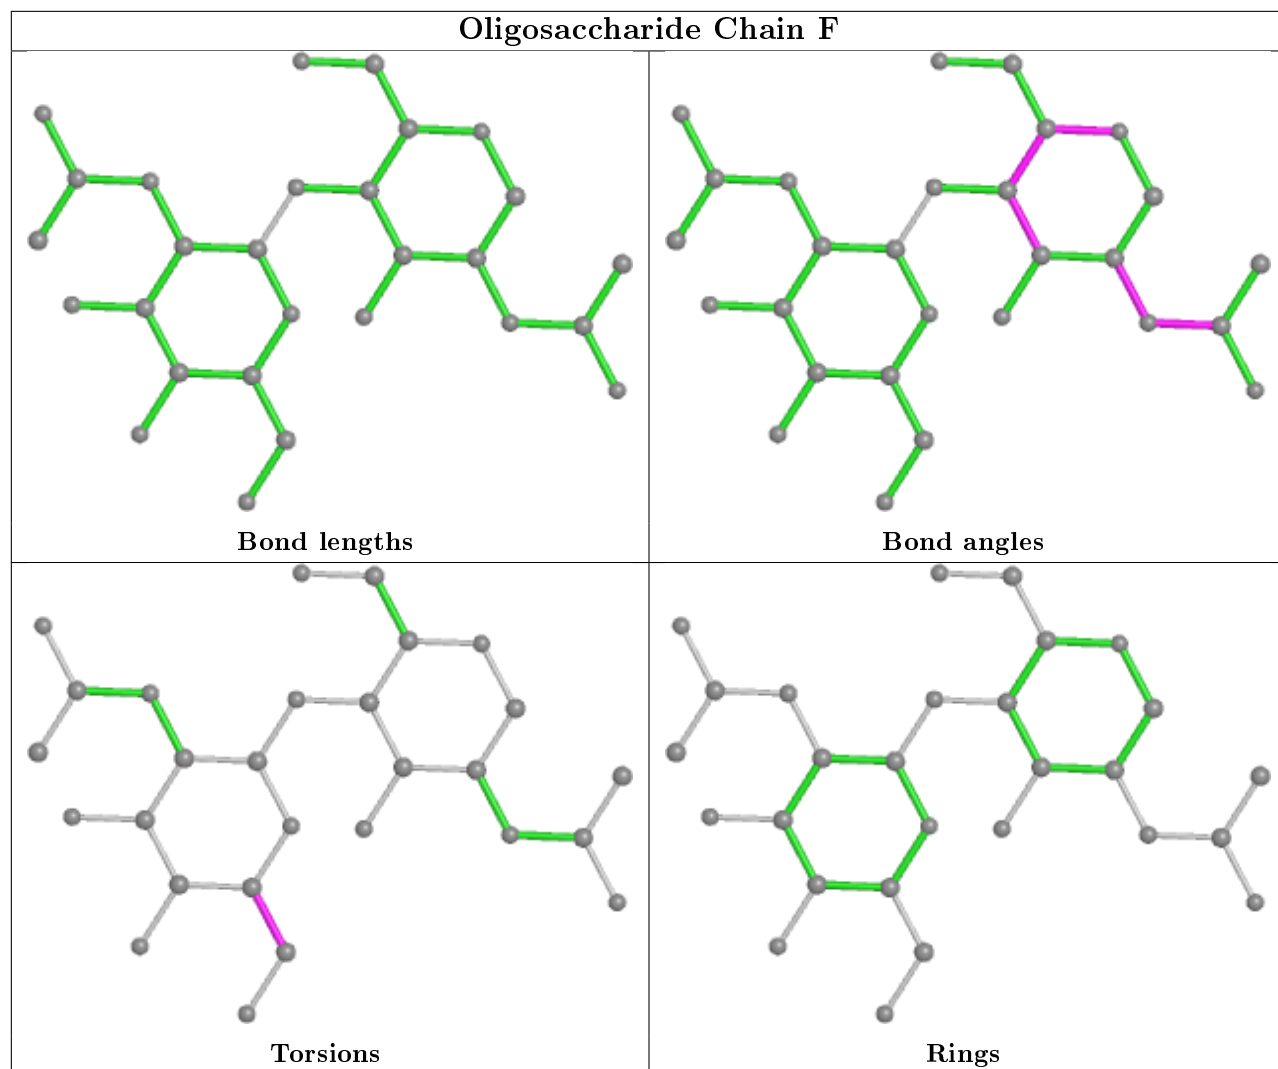 Oligosaccharide Chain F
Bond lengths
Bond angles
Torsions
Rings